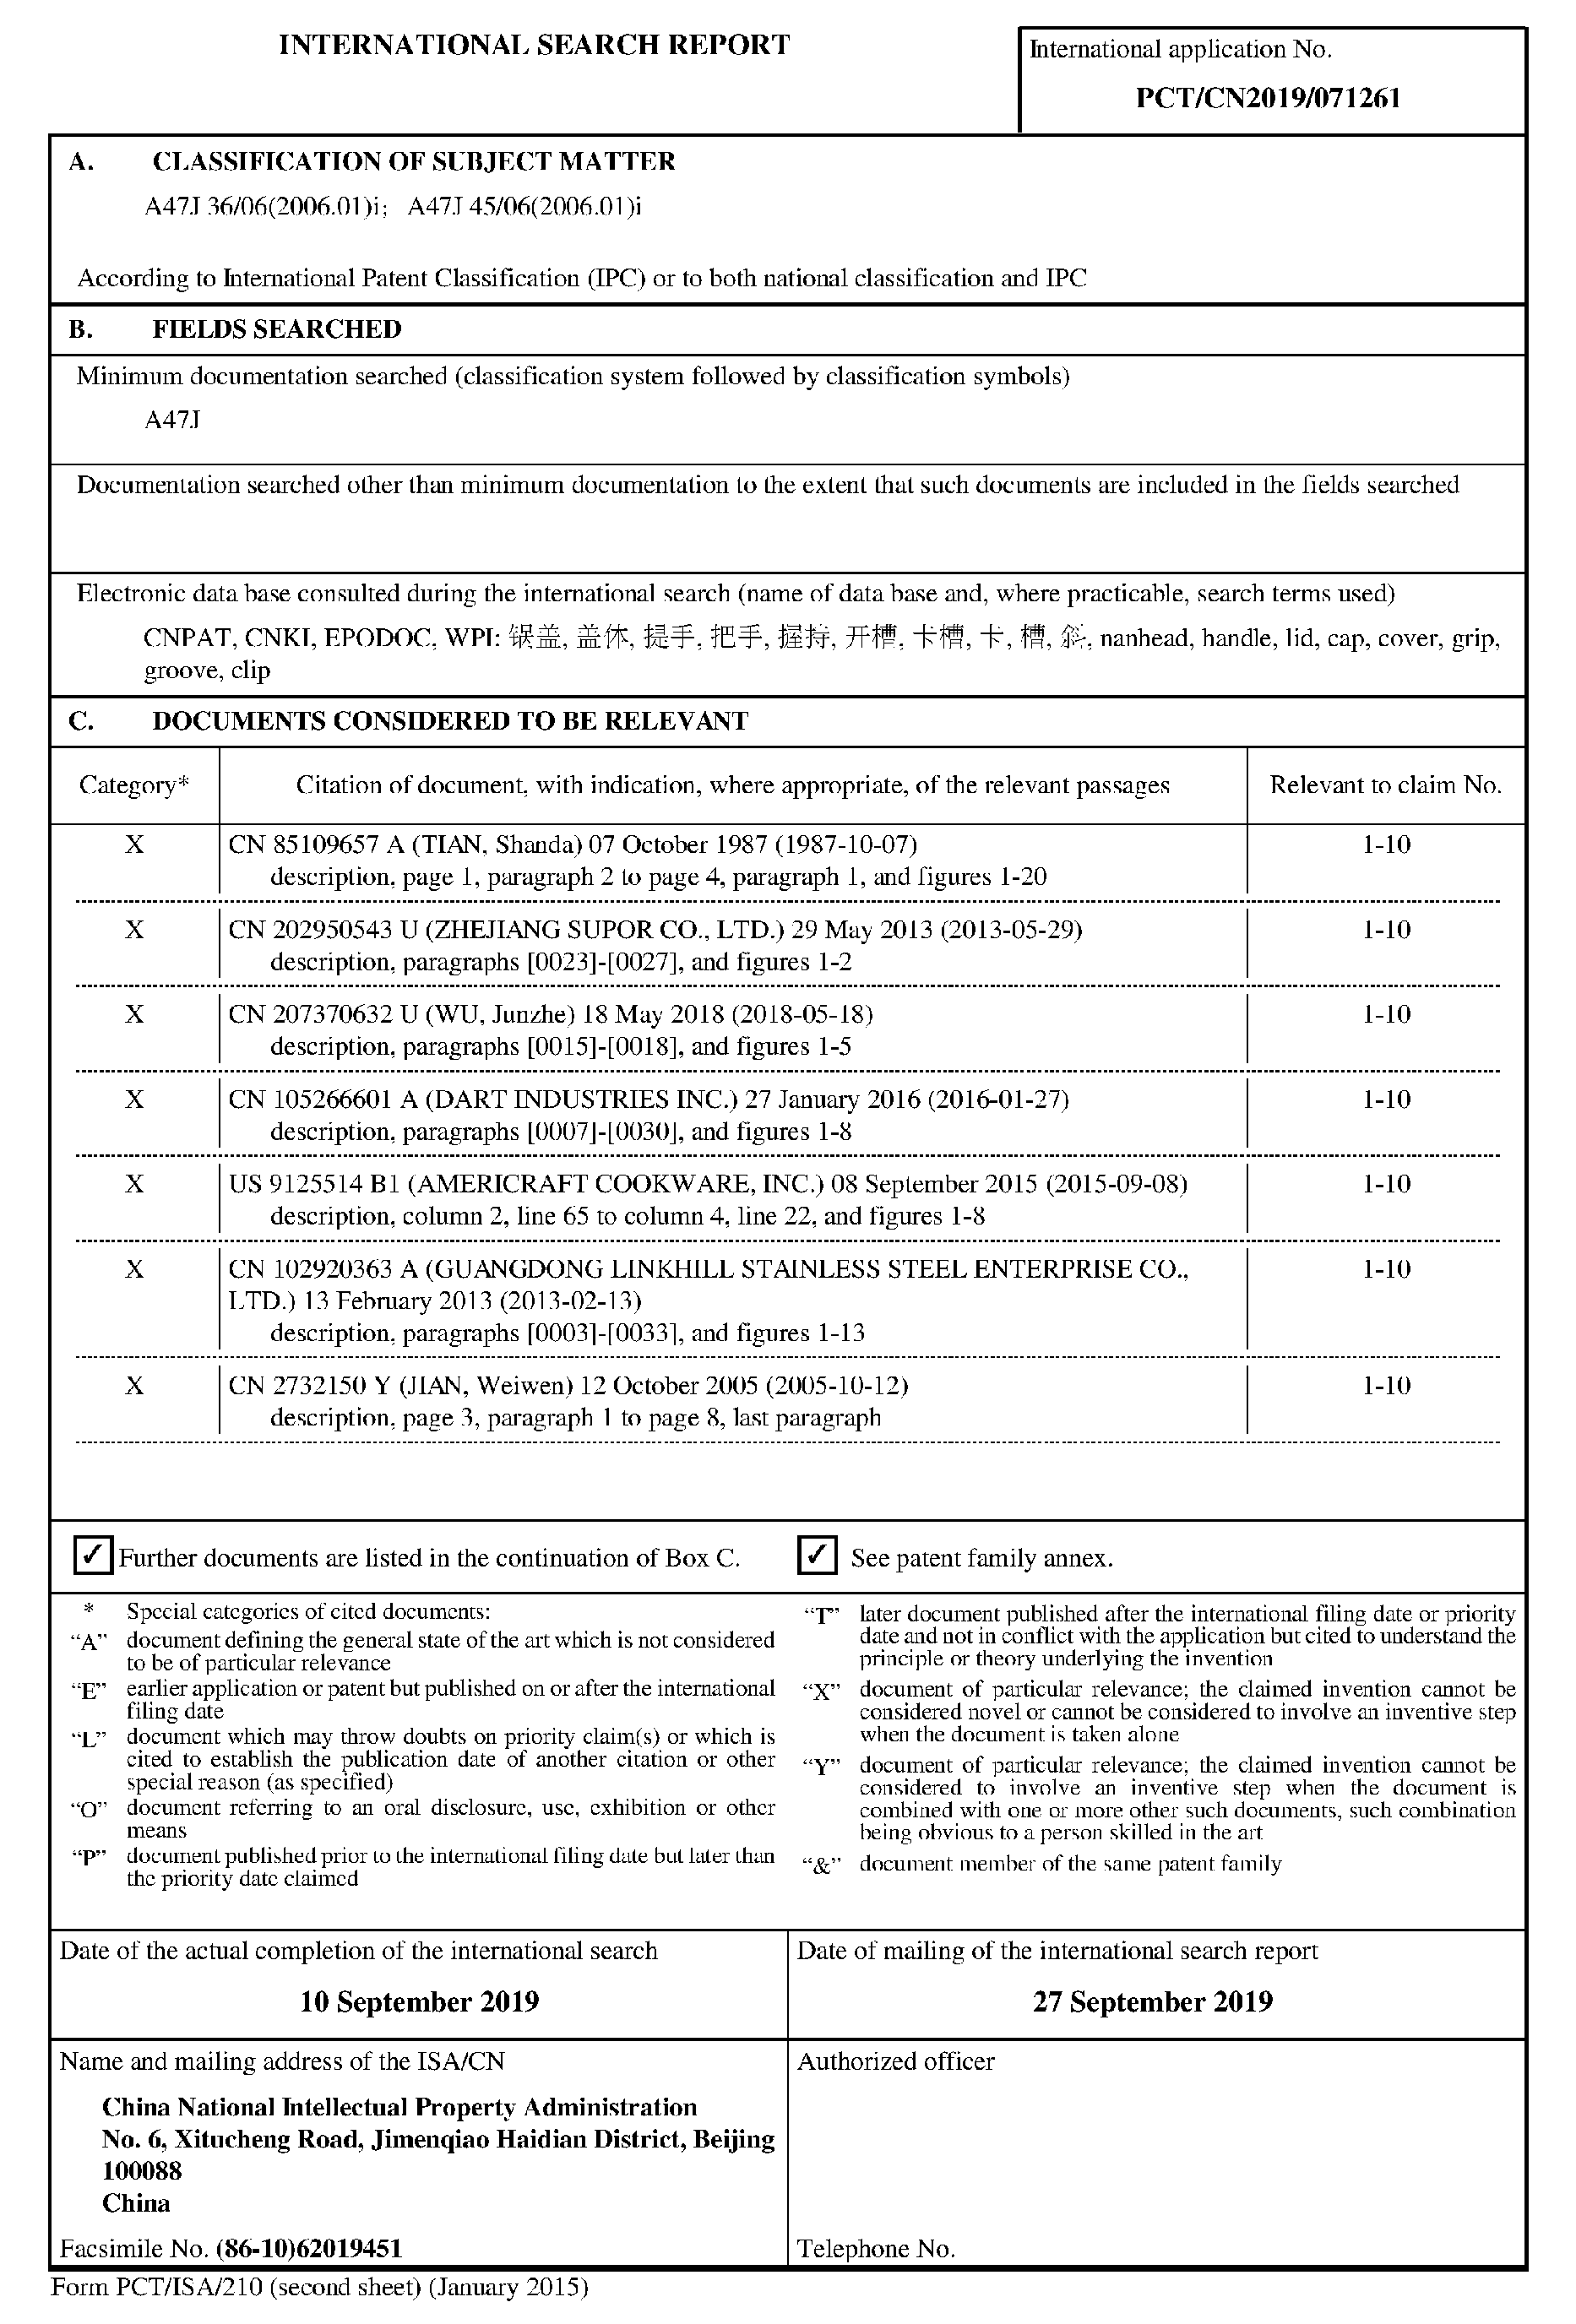 INTERNATIONAL SEARCH REPORT
International application No.
PCT/CN2019/071261
A. CLASSIFICATION OF SUBJECT MATTER
A47J 36/06(2006.01)i; A47J 45/06(2006.01)i
According to International Patent Classification (IPC) or to both national classification and IPC
B. FIELDS SEARCHED
Minimum documentation searched (classification system followed by classification symbols)
A47J
Documentation searched other than minimum documentation to the extent that such documents are included in the fields searched
Electronic data base consulted during the international search (name of data base and, where practicable, search terms used)
CNPAT, CNKI, EPODOC, WPI: 锅盖, 盖体, 提手, 把手, 握持, 开槽, 卡槽, 卡, 槽, 斜, nanhead, handle, lid, cap, cover, grip,
groove, clip
C. DOCUMENTS CONSIDERED TO BE RELEVANT
Category* Citation of document, with indication, where appropriate, of the relevant passages Relevant to claim No.
X CN 85109657 A (TIAN, Shanda) 07 October 1987 (1987-10-07) 1-10
description, page 1, paragraph 2 to page 4, paragraph 1, and figures 1-20
X CN 202950543 U (ZHEJIANG SUPOR CO., LTD.) 29 May 2013 (2013-05-29) 1-10
description, paragraphs [0023]-[0027], and figures 1-2
X CN 207370632 U (WU, Junzhe) 18 May 2018 (2018-05-18) 1-10
description, paragraphs [0015]-[0018], and figures 1-5
X CN 105266601 A (DART INDUSTRIES INC.) 27 January 2016 (2016-01-27) 1-10
description, paragraphs [0007]-[0030], and figures 1-8
X US 9125514 B1 (AMERICRAFT COOKWARE, INC.) 08 September 2015 (2015-09-08) 1-10
description, column 2, line 65 to column 4, line 22, and figures 1-8
X CN 102920363 A (GUANGDONG LINKHILL STAINLESS STEEL ENTERPRISE CO., 1-10
LTD.) 13 February 2013 (2013-02-13)
description, paragraphs [0003]-[0033], and figures 1-13
X CN 2732150 Y (JIAN, Weiwen) 12 October 2005 (2005-10-12) 1-10
description, page 3, paragraph 1 to page 8, last paragraph
✓ Further documents are listed in the continuation of Box C. ✓ See patent family annex.
* Special categories of cited documents:
“A” document defining the general state of the art which is not considered
to be of particular relevance
“E” earlier application or patent but published on or after the international
filing date
“L” document which may throw doubts on priority claim(s) or which is
cited to establish the publication date of another citation or other
special reason (as specified)
“O” document referring to an oral disclosure, use, exhibition or other
means
“P” document published prior to the international filing date but later than
the priority date claimed
“T” later document published after the international filing date or priority
date and not in conflict with the application but cited to understand the
principle or theory underlying the invention
“X” document of particular relevance; the claimed invention cannot be
considered novel or cannot be considered to involve an inventive step
when the document is taken alone
“Y” document of particular relevance; the claimed invention cannot be
considered to involve an inventive step when the document is
combined with one or more other such documents, such combination
being obvious to a person skilled in the art
“&” document member of the same patent family
Date of the actual completion of the international search
10 September 2019
Date of mailing of the international search report
27 September 2019
Name and mailing address of the ISA/CN
China National Intellectual Property Administration
No. 6, Xitucheng Road, Jimenqiao Haidian District, Beijing
100088
China
Facsimile No. (86-10)62019451
Authorized officer
Telephone No.
Form PCT/ISA/210 (second sheet) (January 2015)